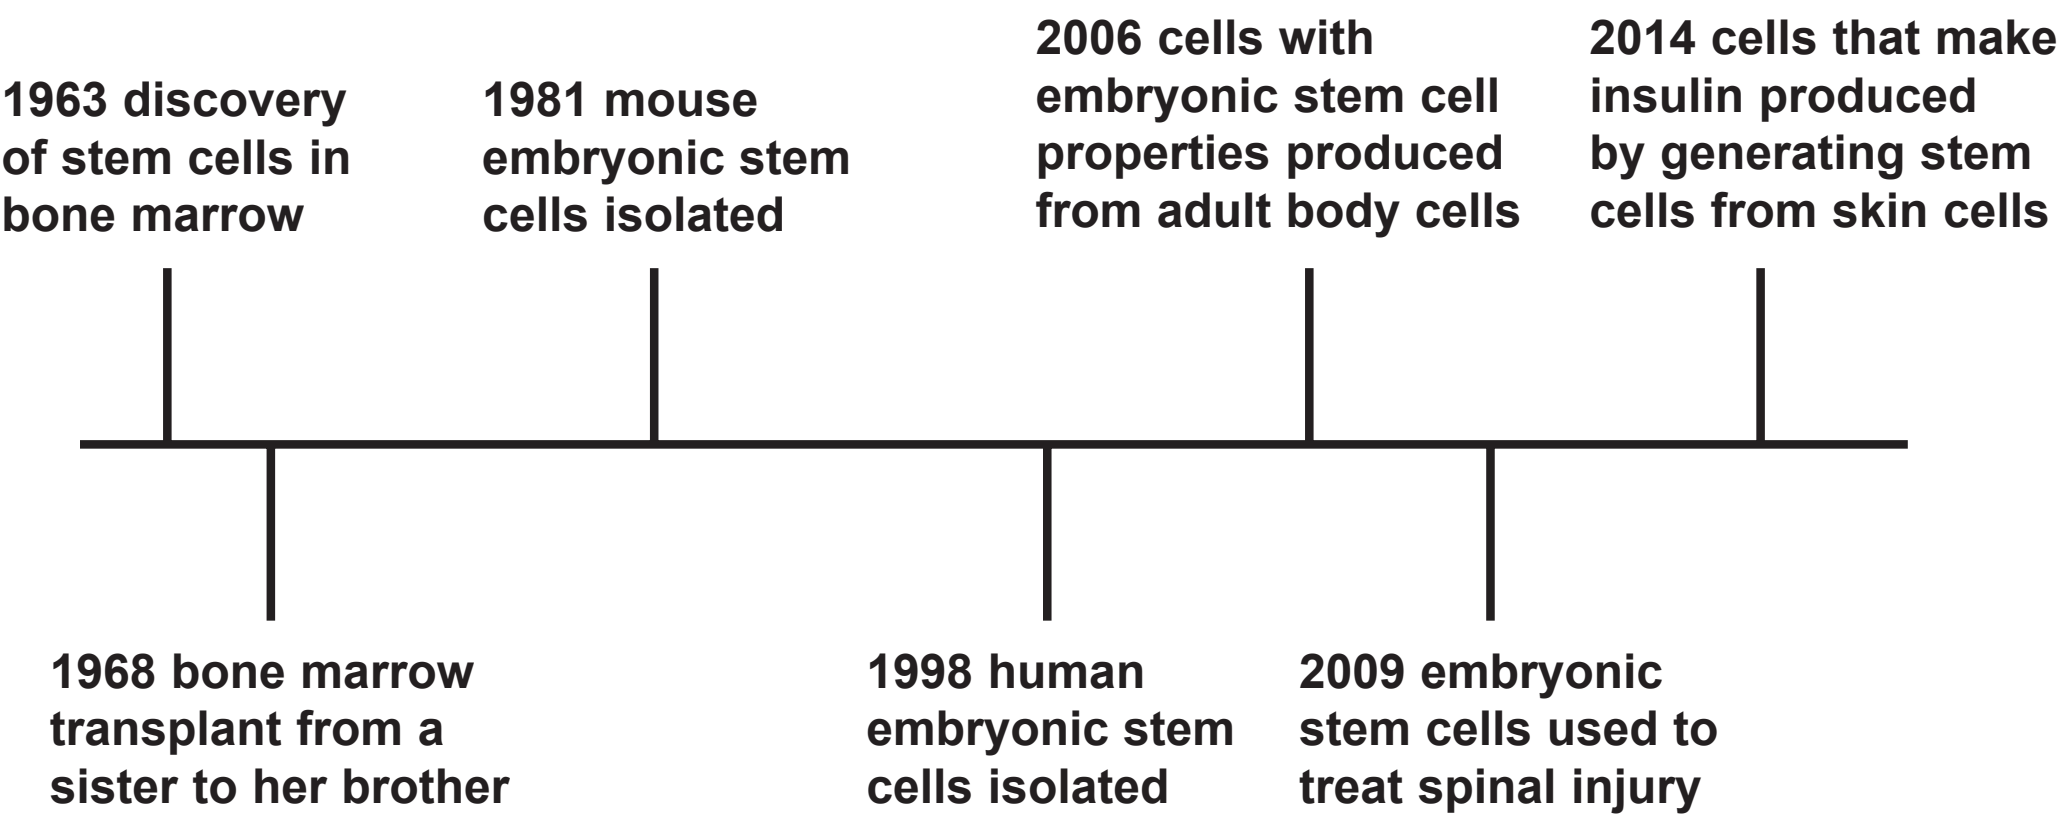 1963 discovery
of stem cells in
bone marrow
1981 mouse
embryonic stem
cells isolated
2006 cells with
embryonic stem cell
properties produced
from adult body cells
2014 cells that make
insulin produced
by generating stem
cells from skin cells
1968 bone marrow
transplant from a
sister to her brother
1998 human
embryonic stem
cells isolated
2009 embryonic
stem cells used to
treat spinal injury